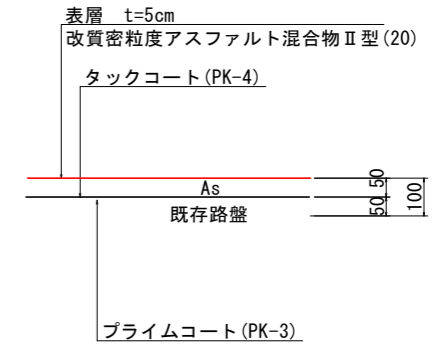 表層 t=5cm
改質密粒度アスファルト混合物Ⅱ型(20)
タックコート(PK-4)
As
50
50
100
既存路盤
プライムコート(PK-3)